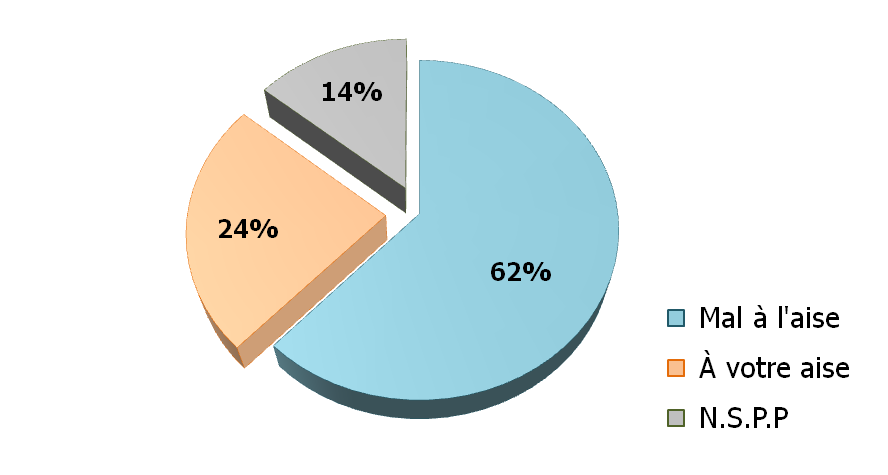 14%
24%
62%
Mal à l'aise
À votre aise
N.S.P.P